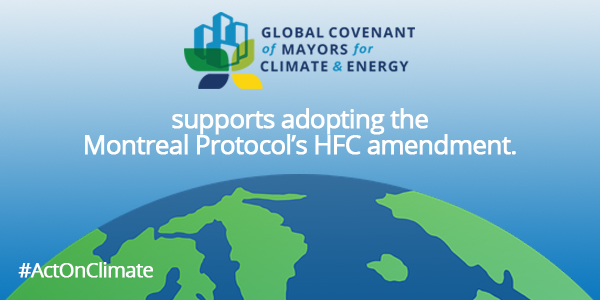 GLOBAL COVENANT
of MAYORS for
CLIMATE & ENERGY
supports adopting the
Montreal Protocol's HFC amendment.
#ActOnClimate